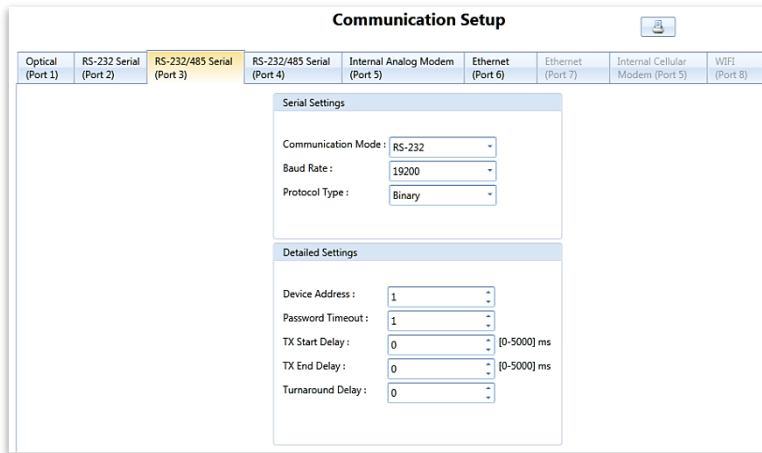 Communication Setup
Optical RS-232 Serial RS-232/485 Serial RS-232/485 Serial Internal Analog Modem Ethernet Ethernet Internal Cellular WIFI
(Port 1) (Port 2) (Port 3) (Port 4) (Port 5) (Port 6) (Port 7) Modem (Port 5) (Port 8)
Serial Settings
Communication Mode : RS-232
Baud Rate : 19200
Protocol Type : Binary
Detailed Settings
Device Address : 1
Password Timeout : 1
TX Start Delay : 0 [0-5000] ms
TX End Delay : 0 [0-5000] ms
Turnaround Delay : 0